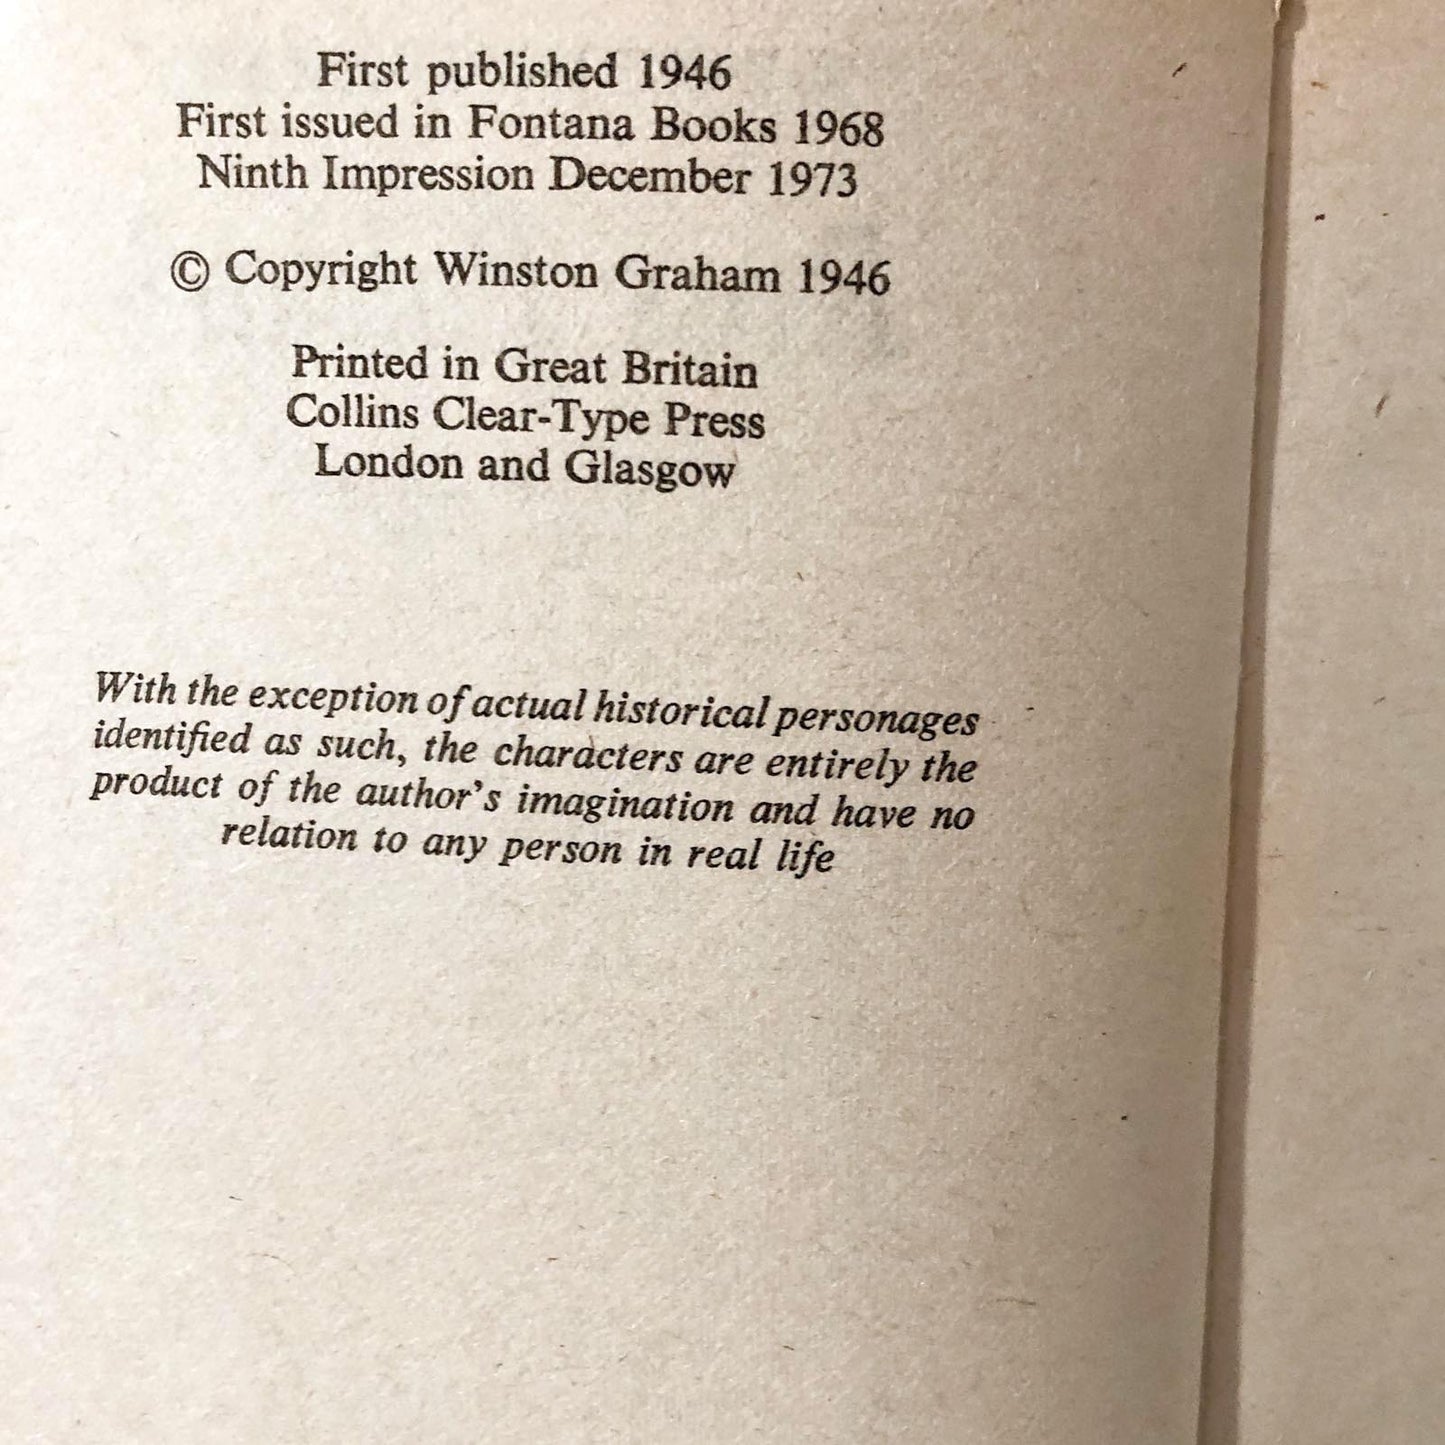 First published 1946
First issued in Fontana Books 1968
Ninth Impression December 1973
© Copyright Winston Graham 1946
Printed in Great Britain
Collins Clear-Type Press
London and Glasgow
With the exception of actual historical personages
identified as such, the characters are entirely the
product of the author's imagination and have no
relation to any person in real life